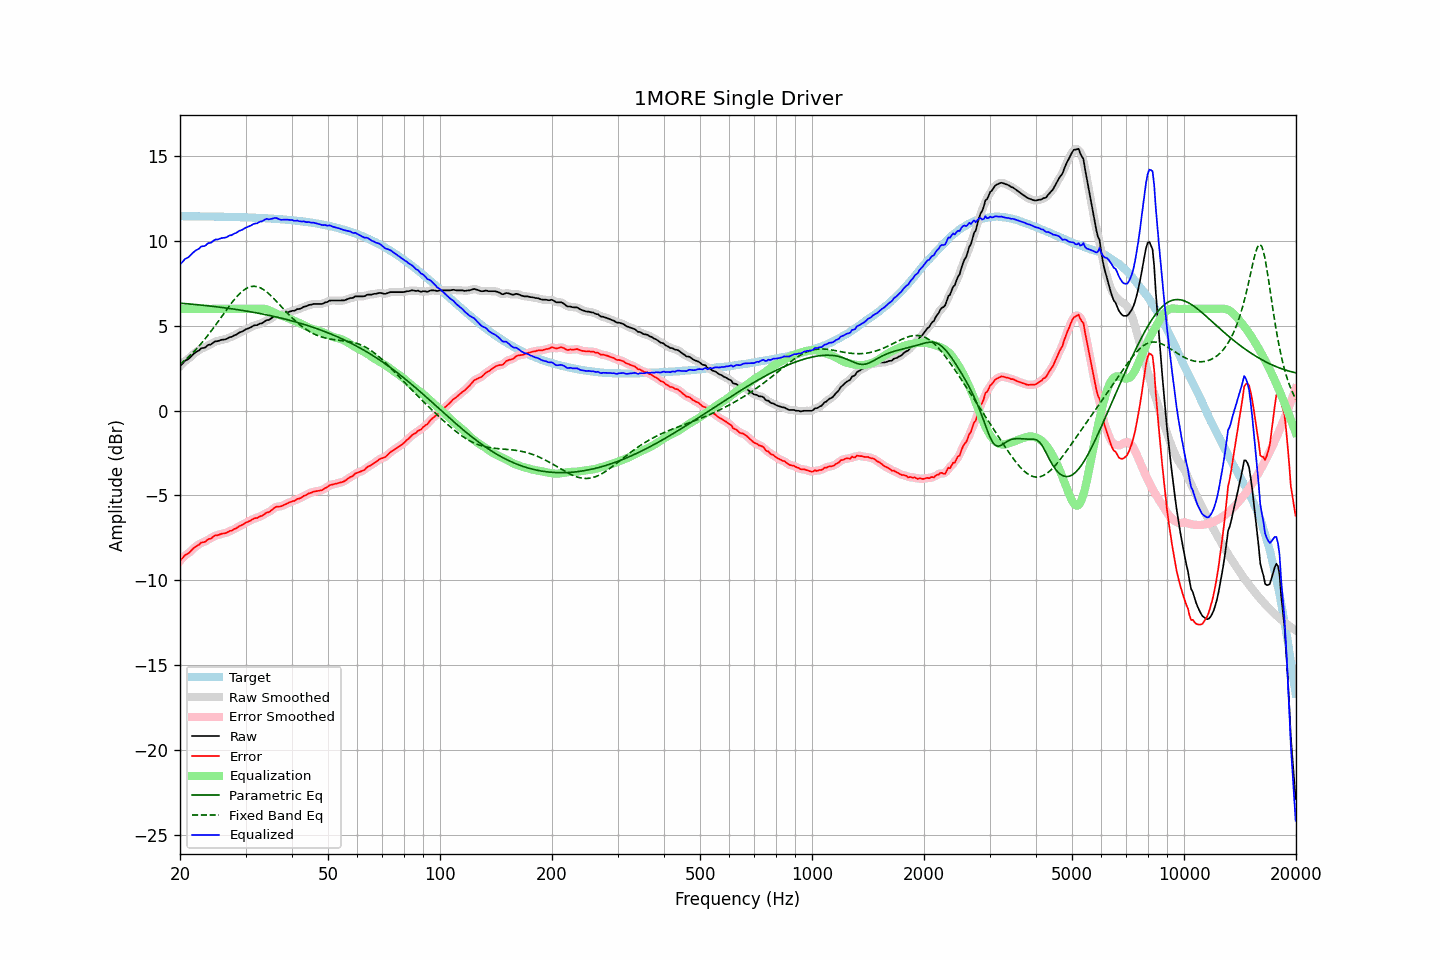 1MORE Single Driver
Amplitude (dBr)
15
10
5
0
−5
−10
−15
−20
−25
Target
Raw Smoothed
Error Smoothed
Raw
Error
Equalization
Parametric Eq
Fixed Band Eq
Equalized
20 50 100 200 500 1000 2000 5000 10000 20000
Frequency (Hz)